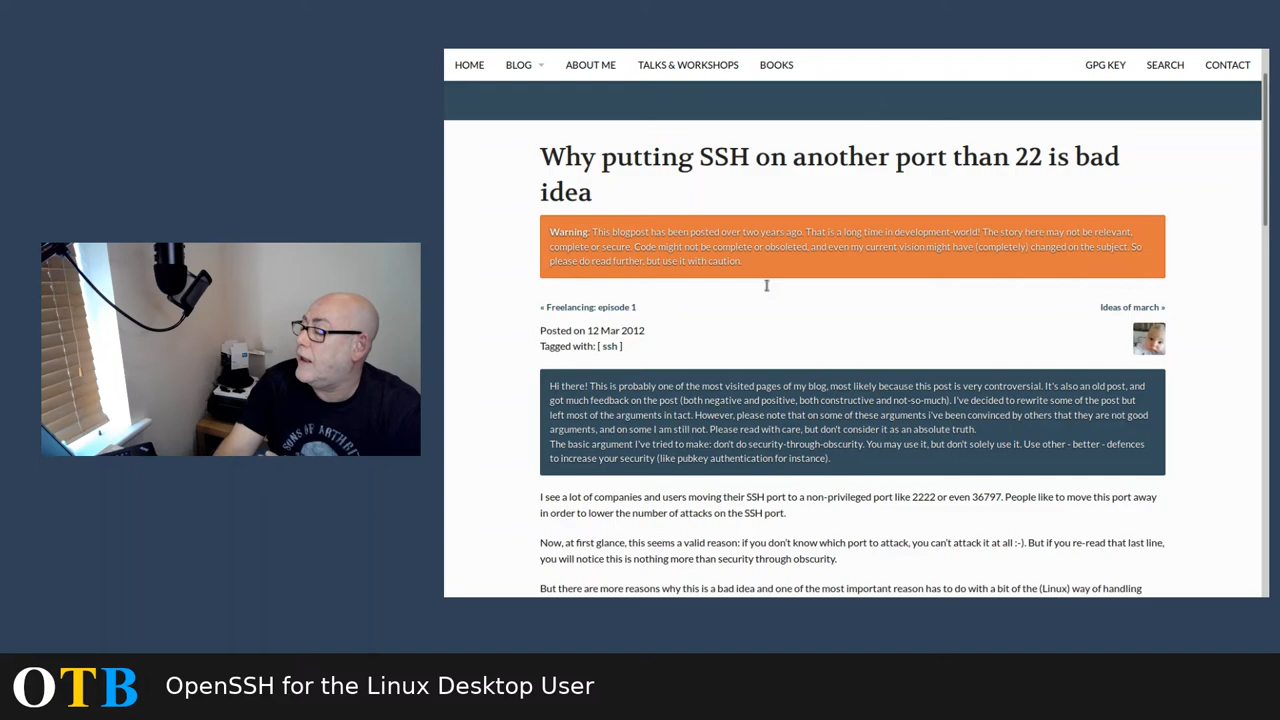 HOME BLOG ABOUT ME TALKS & WORKSHOPS BOOKS GPG KEY SEARCH CONTACT
Why putting SSH on another port than 22 is bad
idea
Warning: This blogpost has been posted over two years ago. That is a long time in development-world! The story here may not be relevant,
complete or secure. Code might not be complete or obsoleted, and even my current vision might have (completely) changed on the subject. So
please do read further, but use it with caution.
« Freelancing: episode 1 Ideas of march »
Posted on 12 Mar 2012
Tagged with: [ ssh ]
Hi there! This is probably one of the most visited pages of my blog, most likely because this post is very controversial. It's also an old post, and
got much feedback on the post (both negative and positive, both constructive and not-so-much). I've decided to rewrite some of the post but
left most of the arguments in tact. However, please note that on some of these arguments i've been convinced by others that they are not good
arguments, and on some I am still not. Please read with care, but don't consider it as an absolute truth.
The basic argument I've tried to make: don't do security-through-obscurity. You may use it, but don't solely use it. Use other - better - defences
to increase your security (like pubkey authentication for instance).
I see a lot of companies and users moving their SSH port to a non-privileged port like 2222 or even 36797. People like to move this port away
in order to lower the number of attacks on the SSH port.
Now, at first glance, this seems a valid reason: if you don't know which port to attack, you can't attack it at all :-). But if you re-read that last line,
you will notice this is nothing more than security through obscurity.
But there are more reasons why this is a bad idea and one of the most important reason has to do with a bit of the (Linux) way of handling
OTB OpenSSH for the Linux Desktop User